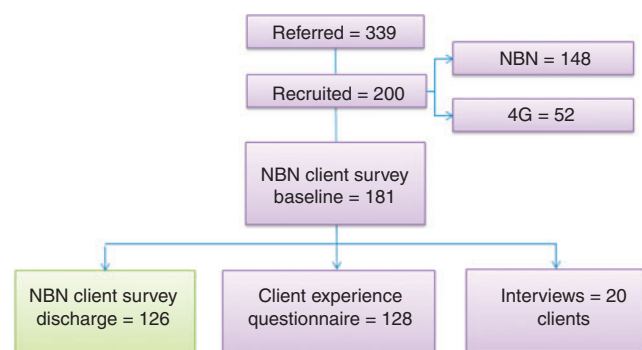 Referred = 339
Recruited = 200
NBN = 148
4G = 52
NBN client survey
baseline = 181
NBN client survey
discharge = 126
Client experience
questionnaire = 128
Interviews = 20
clients